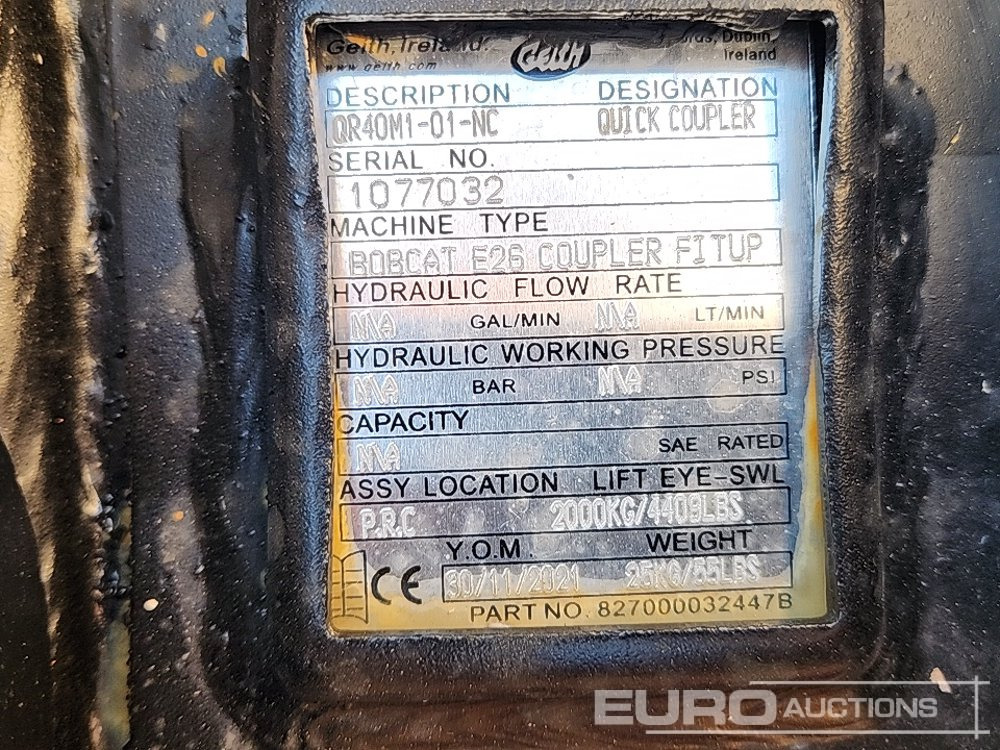 Geith, Ireland.
www.geith.com
GEITH
Dublin,
Ireland
DESCRIPTION DESIGNATION
QR40M1-01-NC QUICK COUPLER
SERIAL NO.
1077032
MACHINE TYPE
BOBCAT E26 COUPLER FITUP
HYDRAULIC FLOW RATE
N\A GAL/MIN N\A LT/MIN
HYDRAULIC WORKING PRESSURE
N\A BAR N\A PSI
CAPACITY
N\A SAE RATED
ASSY LOCATION LIFT EYE-SWL
P.R.C 2000KG/4409LBS
Y.O.M. WEIGHT
CE 30/11/2021 25KG/55LBS
PART NO. 827000032447B
EURO AUCTIONS